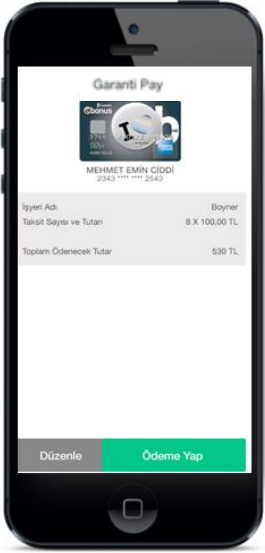 Garanti Pay
bonus
MEHMET EMİN CİDDİ
2343 **** **** 2643
İşyeri Adı Boyner
Taksit Sayısı ve Tutarı 8 X 100,00 TL
Toplam Ödenecek Tutar 530 TL
Düzenle Ödeme Yap